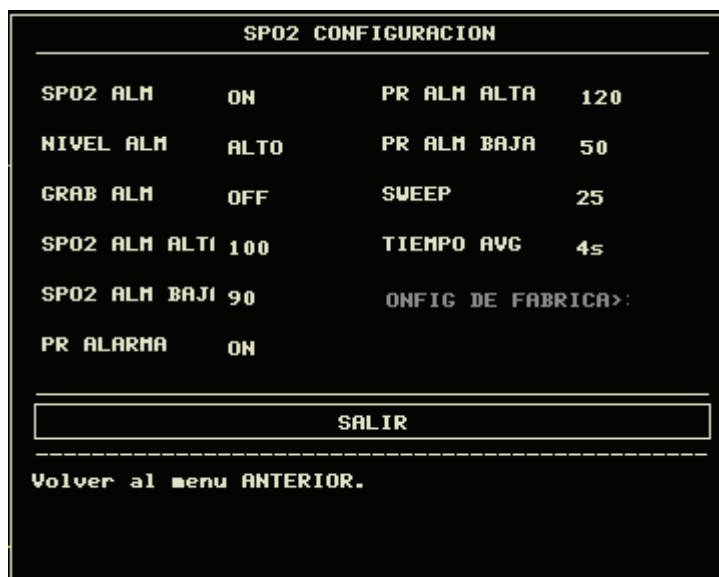 SPO2 CONFIGURACION
SPO2 ALM ON PR ALM ALTA 120
NIVEL ALM ALTO PR ALM BAJA 50
GRAB ALM OFF SWEEP 25
SPO2 ALM ALT 100 TIEMPO AVG 4s
SPO2 ALM BAJ 90 ONFIG DE FABRICA>:
PR ALARMA ON
SALIR
Volver al menu ANTERIOR.